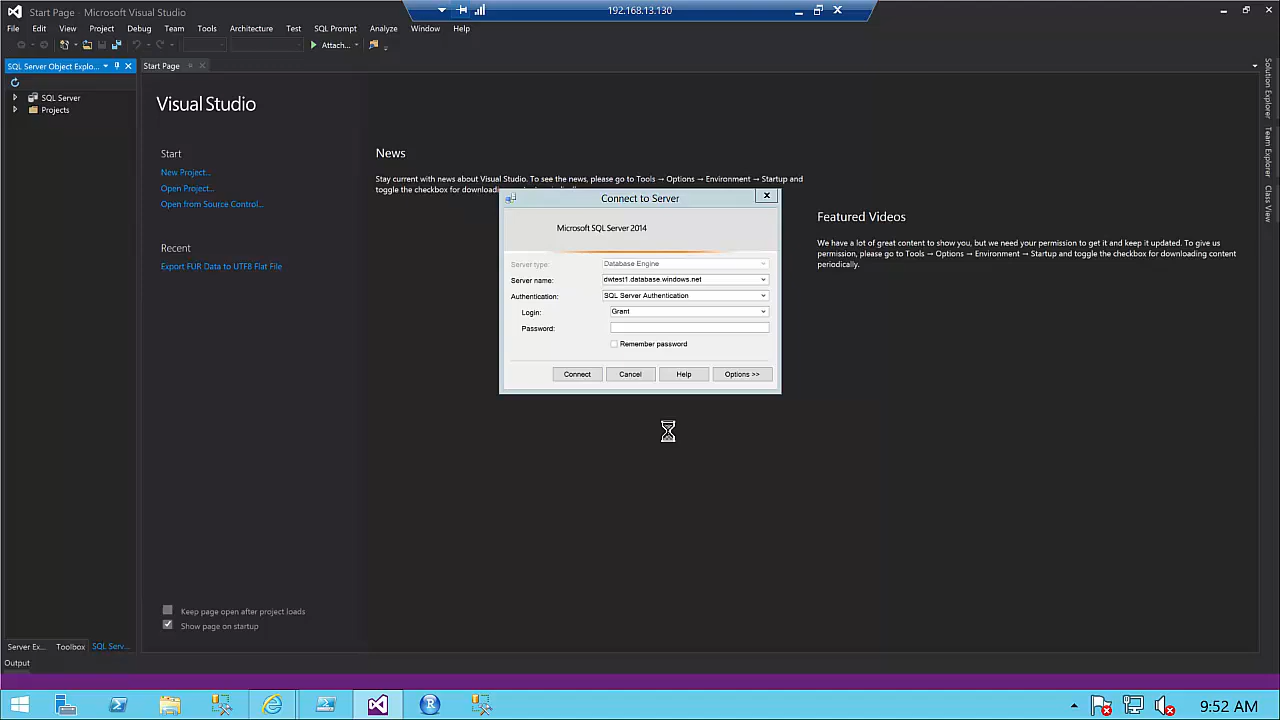 Start Page - Microsoft Visual Studio
192.168.13.130
File Edit View Project Debug Team Tools Architecture Test SQL Prompt Analyze Window Help
Attach...
SQL Server Object Explo...
Start Page
SQL Server
Projects
Visual Studio
Start
New Project...
Open Project...
Open from Source Control...
Recent
Export FUR Data to UTF8 Flat File
News
Stay current with news about Visual Studio. To see the news, please go to Tools → Options → Environment → Startup and
toggle the checkbox for downloading
Featured Videos
We have a lot of great content to show you, but we need your permission to get it and keep it updated. To give us
permission, please go to Tools → Options → Environment → Startup and toggle the checkbox for downloading content
periodically.
Connect to Server
Microsoft SQL Server 2014
Server type: Database Engine
Server name: dwtest1.database.windows.net
Authentication: SQL Server Authentication
Login: Grant
Password:
Remember password
Connect Cancel Help Options >>
Solution Explorer
Team Explorer
Class View
Keep page open after project loads
Show page on startup
Server Ex... Toolbox SQL Serv...
Output
9:52 AM